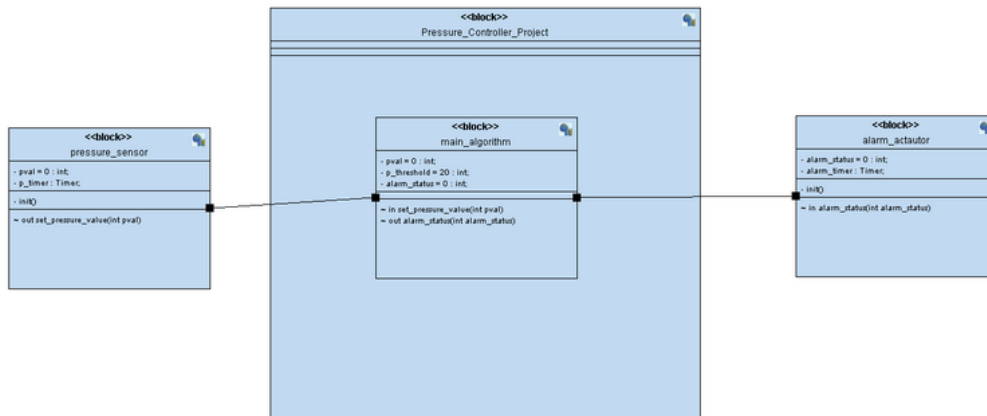 <<block>>
Pressure_Controller_Project
<<block>>
pressure_sensor
- pval = 0 : int;
- p_timer : Timer;
- init()
~ out set_pressure_value(int pval)
<<block>>
main_algorithm
- pval = 0 : int;
- p_threshold = 20 : int;
- alarm_status = 0 : int;
~ in set_pressure_value(int pval)
~ out alarm_status(int alarm_status)
<<block>>
alarm_actautor
- alarm_status = 0 : int;
- alarm_timer : Timer;
- init()
~ in alarm_status(int alarm_status)